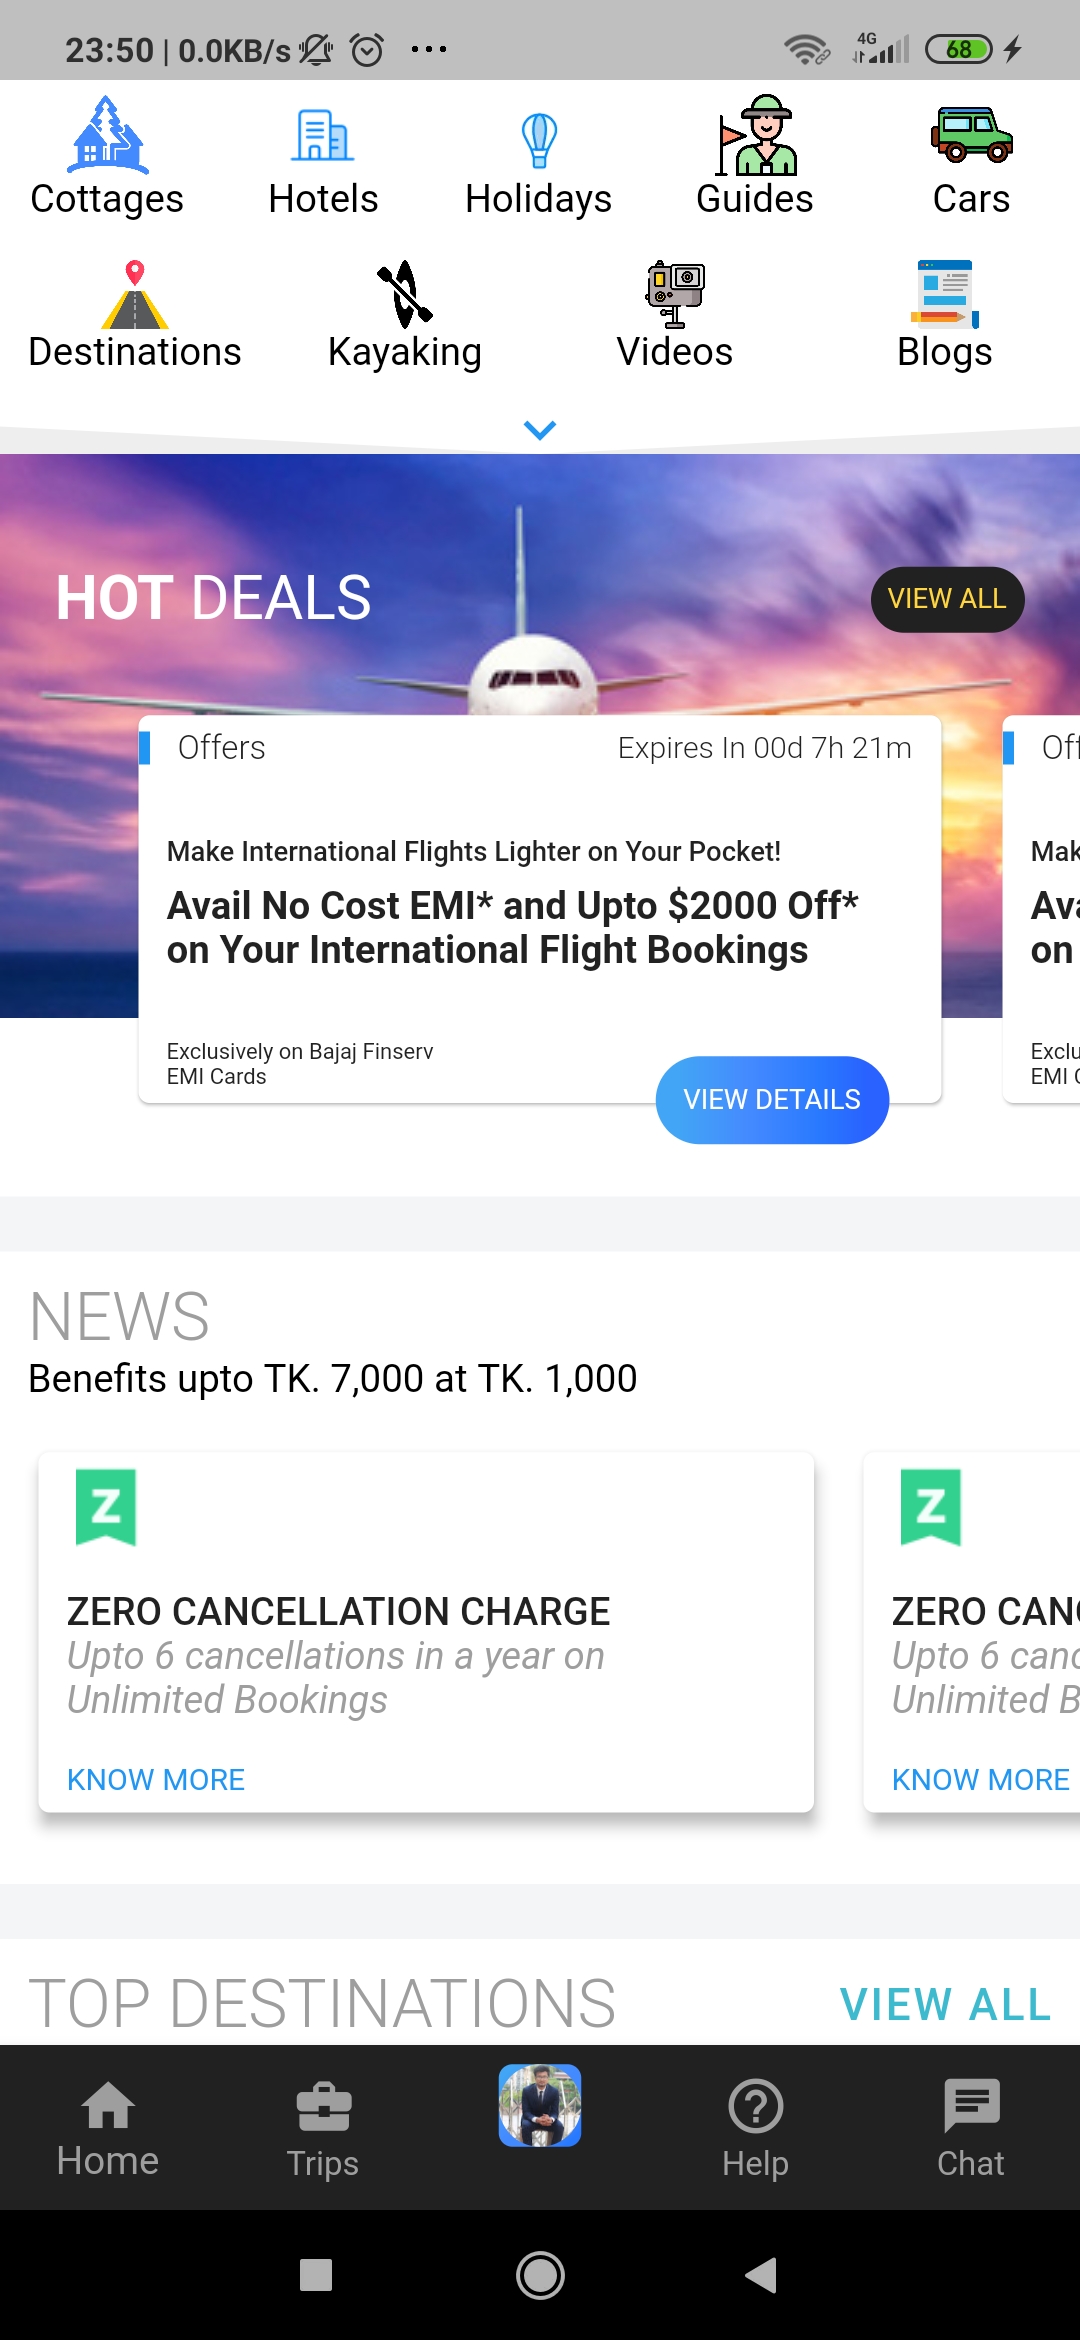 23:50 | 0.0KB/s ... 4G 68
Cottages Hotels Holidays Guides Cars
Destinations Kayaking Videos Blogs
HOT DEALS VIEW ALL
Offers Expires In 00d 7h 21m Off
Make International Flights Lighter on Your Pocket! Mak
Avail No Cost EMI* and Upto $2000 Off* Ava
on Your International Flight Bookings on
Exclusively on Bajaj Finserv Exclu
EMI Cards EMI C
VIEW DETAILS
NEWS
Benefits upto TK. 7,000 at TK. 1,000
Z Z
ZERO CANCELLATION CHARGE ZERO CANC
Upto 6 cancellations in a year on Upto 6 canc
Unlimited Bookings Unlimited B
KNOW MORE KNOW MORE
TOP DESTINATIONS VIEW ALL
Home Trips Help Chat